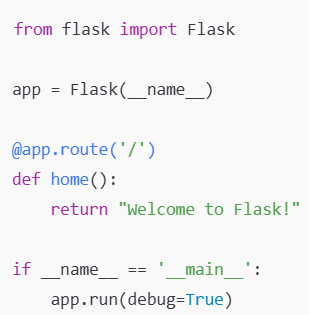 from flask import Flask

app = Flask(__name__)

@app.route('/')
def home():
    return "Welcome to Flask!"

if __name__ == '__main__':
    app.run(debug=True)